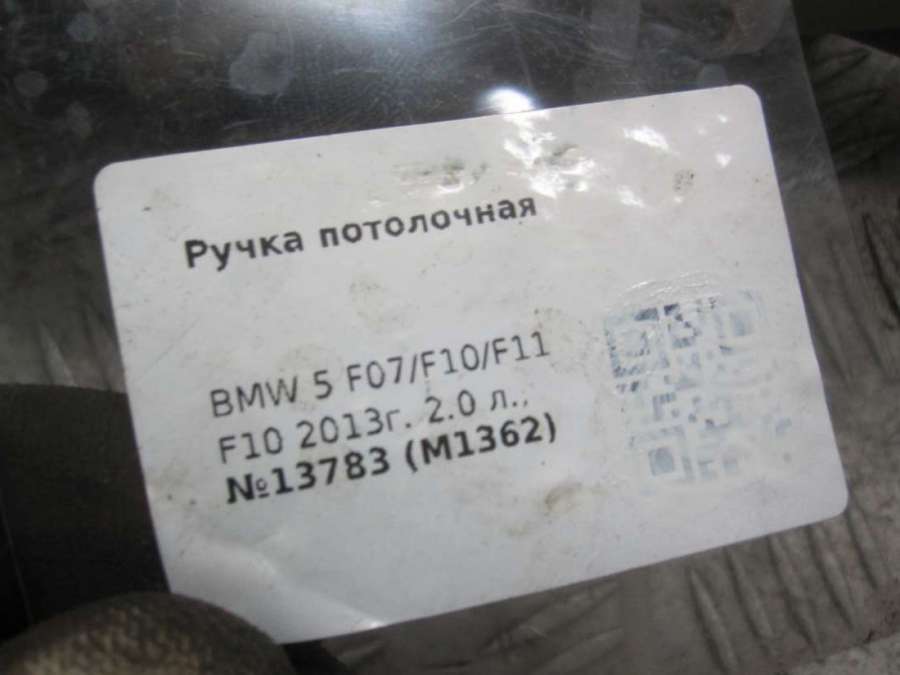 Ручка потолочная
BMW 5 F07/F10/F11
F10 2013г. 2.0 л.,
№13783 (M1362)